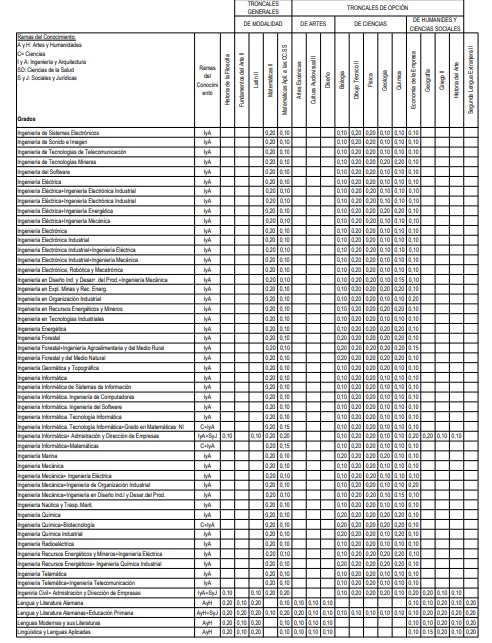 TRONCALES GENERALES
TRONCALES DE OPCIÓN
DE MODALIDAD
DE ARTES
DE CIENCIAS
DE HUMANIDES Y CIENCIAS SOCIALES
Ramas del Conocimiento:
A y H: Artes y Humanidades
C= Ciencias
I y A: Ingeniería y Arquitectura
SD: Ciencias de la Salud
S y J: Sociales y Jurídicas
Grados
Ramas del Conocimi ento
Historia de la Filosofía
Fundamentos del Arte II
Latín II
Matemáticas II
Matemáticas Apli. a las CC.SS
Artes Escénicas
Cultura Audiovisual II
Diseño
Biología
Dibujo Técnico II
Física
Geología
Química
Economía de la Empresa
Geografía
Griego II
Historia del Arte
Segunda Lengua Extranjera II
Ingeniería de Sistemas Electrónicos IyA 0,20 0,10 0,10 0,20 0,20 0,10 0,10 0,10
Ingeniería de Sonido e Imagen IyA 0,20 0,10 0,10 0,20 0,20 0,10 0,10 0,10
Ingeniería de Tecnologías de Telecomunicación IyA 0,20 0,10 0,10 0,20 0,20 0,10 0,10 0,10
Ingeniería de Tecnologías Mineras IyA 0,20 0,10 0,10 0,20 0,20 0,20 0,20 0,10
Ingeniería del Software IyA 0,20 0,10 0,10 0,20 0,20 0,10 0,10 0,10
Ingeniería Eléctrica IyA 0,20 0,10 0,10 0,20 0,20 0,10 0,10 0,10
Ingeniería Eléctrica+Ingeniería Electrónica Industrial IyA 0,20 0,10 0,10 0,20 0,20 0,10 0,10 0,10
Ingeniería Eléctrica+Ingeniería Electrónica Industrial IyA 0,20 0,10 0,10 0,20 0,20 0,10 0,10 0,10
Ingeniería Eléctrica+Ingeniería Energética IyA 0,20 0,10 0,10 0,20 0,20 0,20 0,20 0,10
Ingeniería Eléctrica+Ingeniería Mecánica IyA 0,20 0,10 0,10 0,20 0,20 0,10 0,10 0,10
Ingeniería Electrónica IyA 0,20 0,10 0,10 0,20 0,20 0,10 0,10 0,10
Ingeniería Electrónica Industrial IyA 0,20 0,10 0,10 0,20 0,20 0,10 0,10 0,10
Ingeniería Electrónica Industrial+Ingeniería Eléctrica IyA 0,20 0,10 0,10 0,20 0,20 0,10 0,10 0,10
Ingeniería Electrónica Industrial+Ingeniería Mecánica IyA 0,20 0,10 0,10 0,20 0,20 0,10 0,10 0,10
Ingeniería Electrónica, Robótica y Mecatrónica IyA 0,20 0,10 0,10 0,20 0,20 0,10 0,10 0,10
Ingeniería en Diseño Ind. y Desarr. del Prod.+Ingeniería Mecánica IyA 0,20 0,10 0,10 0,20 0,20 0,10 0,15 0,10
Ingeniería en Expl. Minas y Rec. Energ. IyA 0,20 0,10 0,10 0,20 0,20 0,20 0,20 0,10
Ingeniería en Organización Industrial IyA 0,20 0,10 0,10 0,20 0,20 0,10 0,10 0,20
Ingeniería en Recursos Energéticos y Mineros IyA 0,20 0,10 0,10 0,20 0,20 0,20 0,20 0,10
Ingeniería en Tecnologías Industriales IyA 0,20 0,10 0,10 0,20 0,20 0,10 0,10 0,10
Ingeniería Energética IyA 0,20 0,10 0,10 0,20 0,20 0,20 0,20 0,10
Ingeniería Forestal IyA 0,20 0,10 0,20 0,20 0,20 0,20 0,20 0,10
Ingeniería Forestal+Ingeniería Agroalimentaria y del Medio Rural IyA 0,20 0,10 0,20 0,20 0,20 0,20 0,20 0,15
Ingeniería Forestal y del Medio Natural IyA 0,20 0,10 0,20 0,20 0,20 0,20 0,20 0,10
Ingeniería Geomática y Topográfica IyA 0,20 0,10 0,10 0,20 0,20 0,20 0,10 0,10
Ingeniería Informática IyA 0,20 0,10 0,10 0,20 0,20 0,10 0,10 0,10
Ingeniería Informática de Sistemas de Información IyA 0,20 0,10 0,10 0,20 0,20 0,10 0,10 0,10
Ingeniería Informática. Ingeniería de Computadores IyA 0,20 0,10 0,10 0,20 0,20 0,10 0,10 0,10
Ingeniería Informática. Ingeniería del Software IyA 0,20 0,10 0,10 0,20 0,20 0,10 0,10 0,10
Ingeniería Informática. Tecnología Informática IyA 0,20 0,10 0,10 0,20 0,20 0,10 0,10 0,10
Ingeniería Informática. Tecnología Informática+Grado en Matemáticas NI C+IyA 0,20 0,15 0,10 0,20 0,20 0,10 0,10 0,10
Ingeniería Informática+ Admistración y Dirección de Empresas IyA+SyJ 0,10 0,10 0,20 0,20 0,10 0,20 0,20 0,10 0,10 0,20 0,20 0,10 0,10
Ingeniería Informática+Matemáticas C+IyA 0,20 0,15 0,10 0,20 0,20 0,10 0,10 0,10
Ingeniería Marina IyA 0,20 0,10 0,10 0,20 0,20 0,10 0,20 0,10
Ingeniería Mecánica IyA 0,20 0,10 0,10 0,20 0,20 0,10 0,10 0,10
Ingeniería Mecánica+ Ingeniería Eléctrica IyA 0,20 0,10 0,10 0,20 0,20 0,10 0,10 0,10
Ingeniería Mecánica+Ingeniería de Organización Industrial IyA 0,20 0,10 0,10 0,20 0,20 0,10 0,10 0,20
Ingeniería Mecánica+Ingeniería en Diseño Ind.l y Desar.del Prod. IyA 0,20 0,10 0,10 0,20 0,20 0,10 0,15 0,10
Ingeniería Naútica y Trasp. Marít. IyA 0,20 0,10 0,10 0,20 0,20 0,10 0,10 0,10
Ingeniería Química IyA 0,20 0,10 0,20 0,20 0,20 0,10 0,20 0,10
Ingeniería Química+Biotecnología C+IyA 0,20 0,10 0,20 0,20 0,20 0,10 0,20 0,10
Ingeniería Química Industrial IyA 0,20 0,10 0,20 0,20 0,20 0,10 0,20 0,10
Ingeniería Radioeléctrica IyA 0,20 0,10 0,10 0,20 0,20 0,10 0,10 0,10
Ingeniería Recursos Energéticos y Mineros+Ingeniería Eléctrica IyA 0,20 0,10 0,10 0,20 0,20 0,20 0,20 0,10
Ingeniería Recursos Energéticos+ Ingeniería Química Industrial IyA 0,20 0,10 0,20 0,20 0,20 0,20 0,20 0,10
Ingeniería Telemática IyA 0,20 0,10 0,10 0,20 0,20 0,10 0,10 0,10
Ingeniería Telemática+Ingeniería Telecomunicación IyA 0,20 0,10 0,10 0,20 0,20 0,10 0,10 0,10
Ingeniría Civil+ Admistración y Dirección de Empresas IyA+SyJ 0,10 0,10 0,20 0,20 0,10 0,20 0,20 0,20 0,10 0,20 0,20 0,10 0,10
Lengua y Literatura Alemana AyH 0,20 0,10 0,20 0,10 0,10 0,10 0,10 0,10 0,10 0,20 0,10 0,20
Lengua y Literatura Alemana+Educación Primaria AyH+SyJ 0,20 0,20 0,20 0,10 0,20 0,20 0,20 0,20 0,10 0,10 0,10 0,10 0,10 0,10 0,20 0,20 0,20 0,20
Lenguas Modernas y sus Literaturas AyH 0,20 0,10 0,20 0,10 0,10 0,10 0,10 0,10 0,10 0,20 0,10 0,20
Lingüística y Lenguas Aplicadas AyH 0,20 0,10 0,20 0,10 0,10 0,10 0,10 0,10 0,15 0,20 0,10 0,20